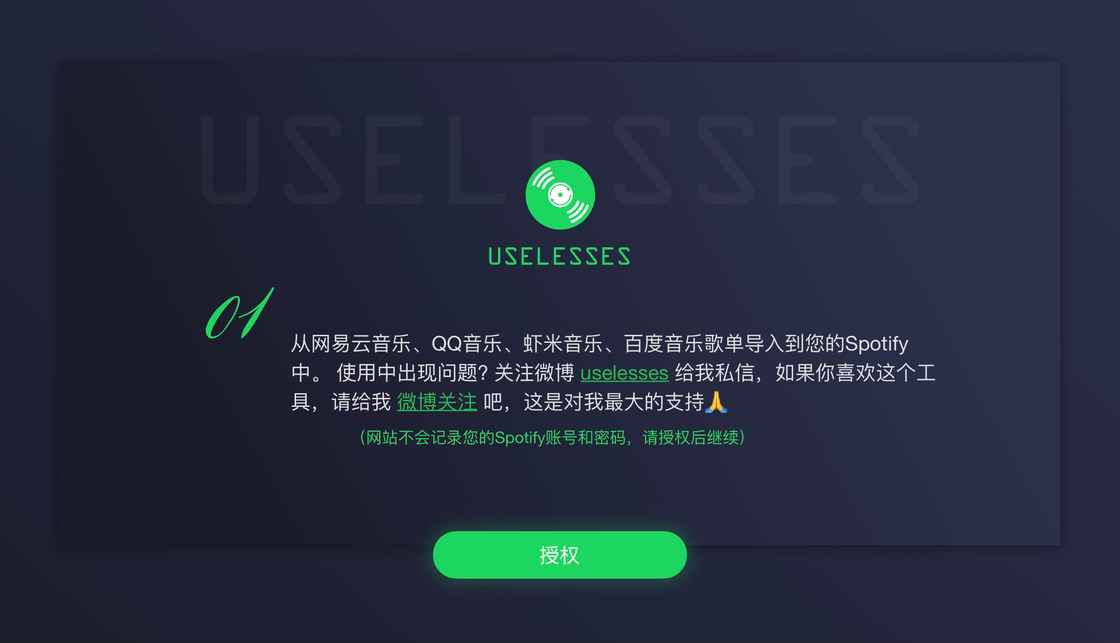 USELESSES
USELESSES
01
从网易云音乐、QQ音乐、虾米音乐、百度音乐歌单导入到您的Spotify
中。 使用中出现问题? 关注微博 uselesses 给我私信，如果你喜欢这个工
具，请给我 微博关注 吧，这是对我最大的支持🙏
（网站不会记录您的Spotify账号和密码，请授权后继续）
授权